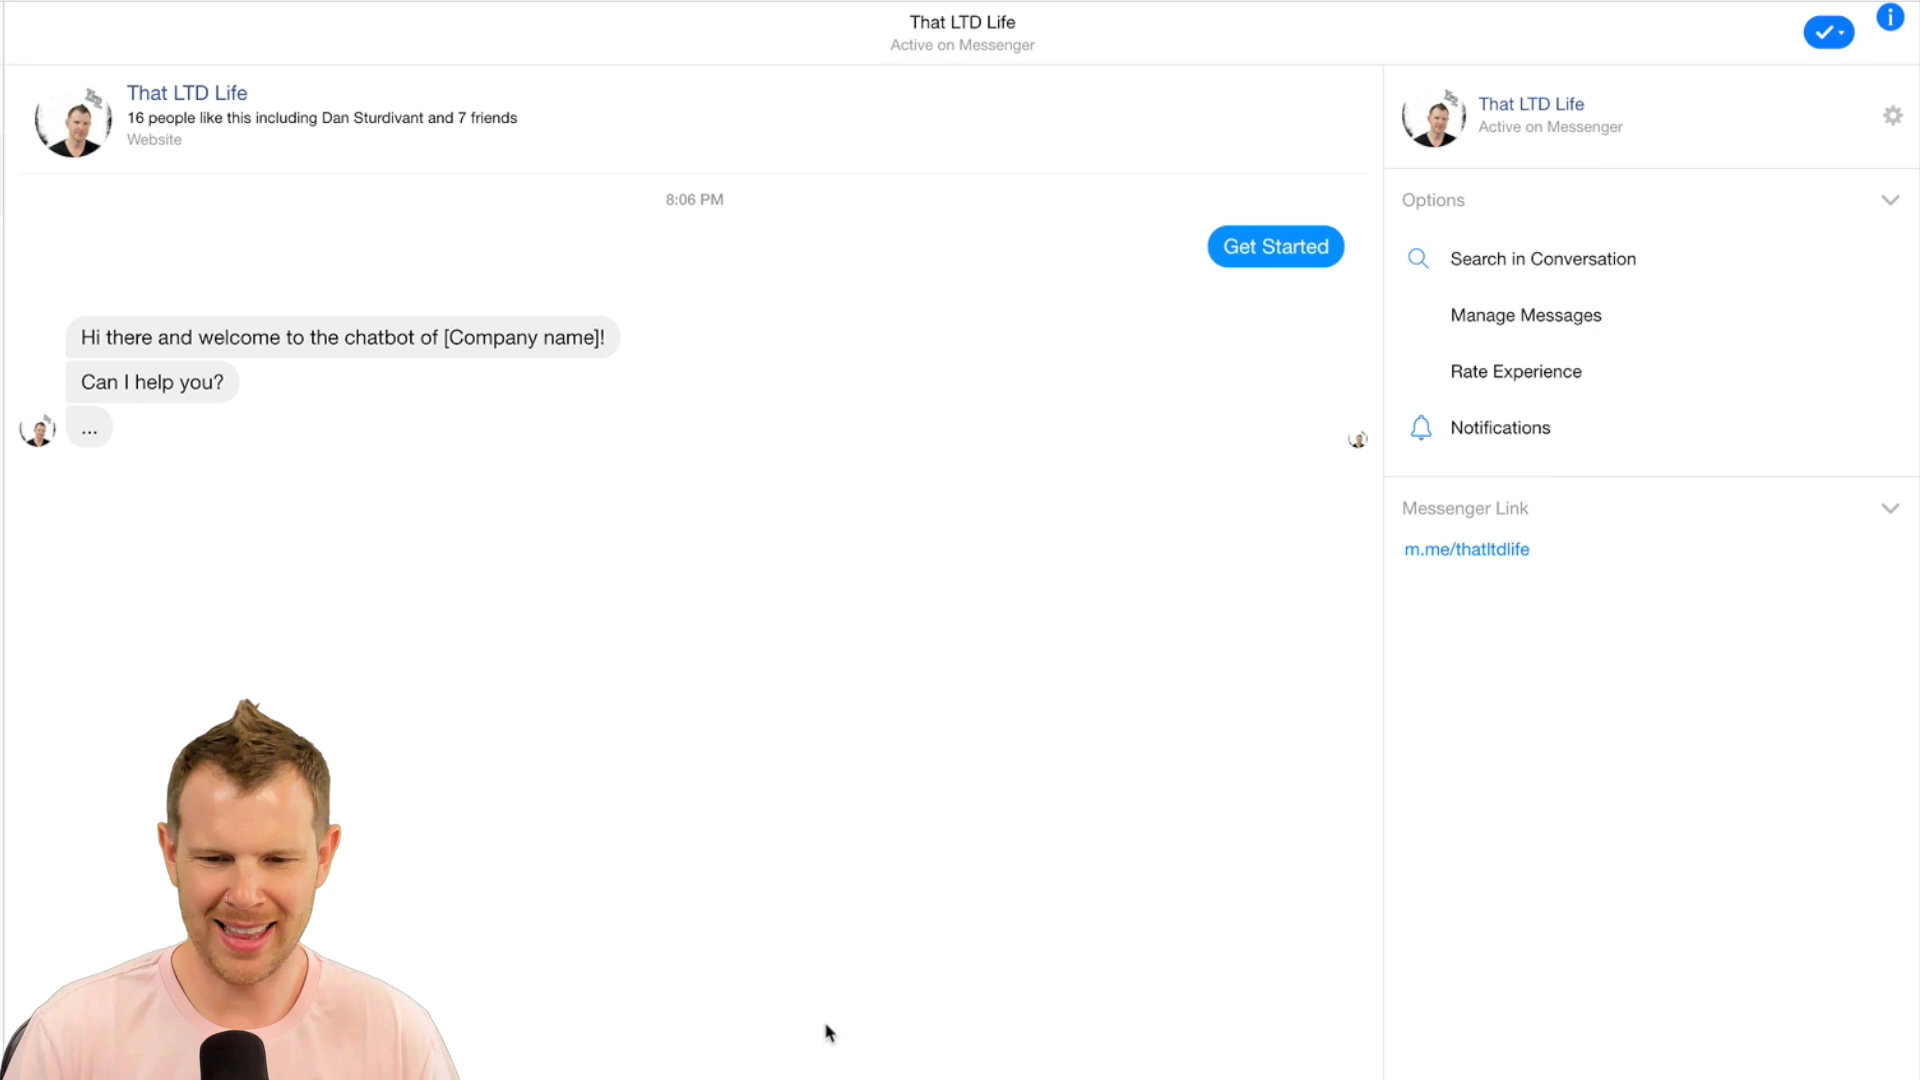 That LTD Life
Active on Messenger
That LTD Life
16 people like this including Dan Sturdivant and 7 friends
Website
8:06 PM
Get Started
Hi there and welcome to the chatbot of [Company name]!
Can I help you?
...
That LTD Life
Active on Messenger
Options
Search in Conversation
Manage Messages
Rate Experience
Notifications
Messenger Link
m.me/thatltdlife